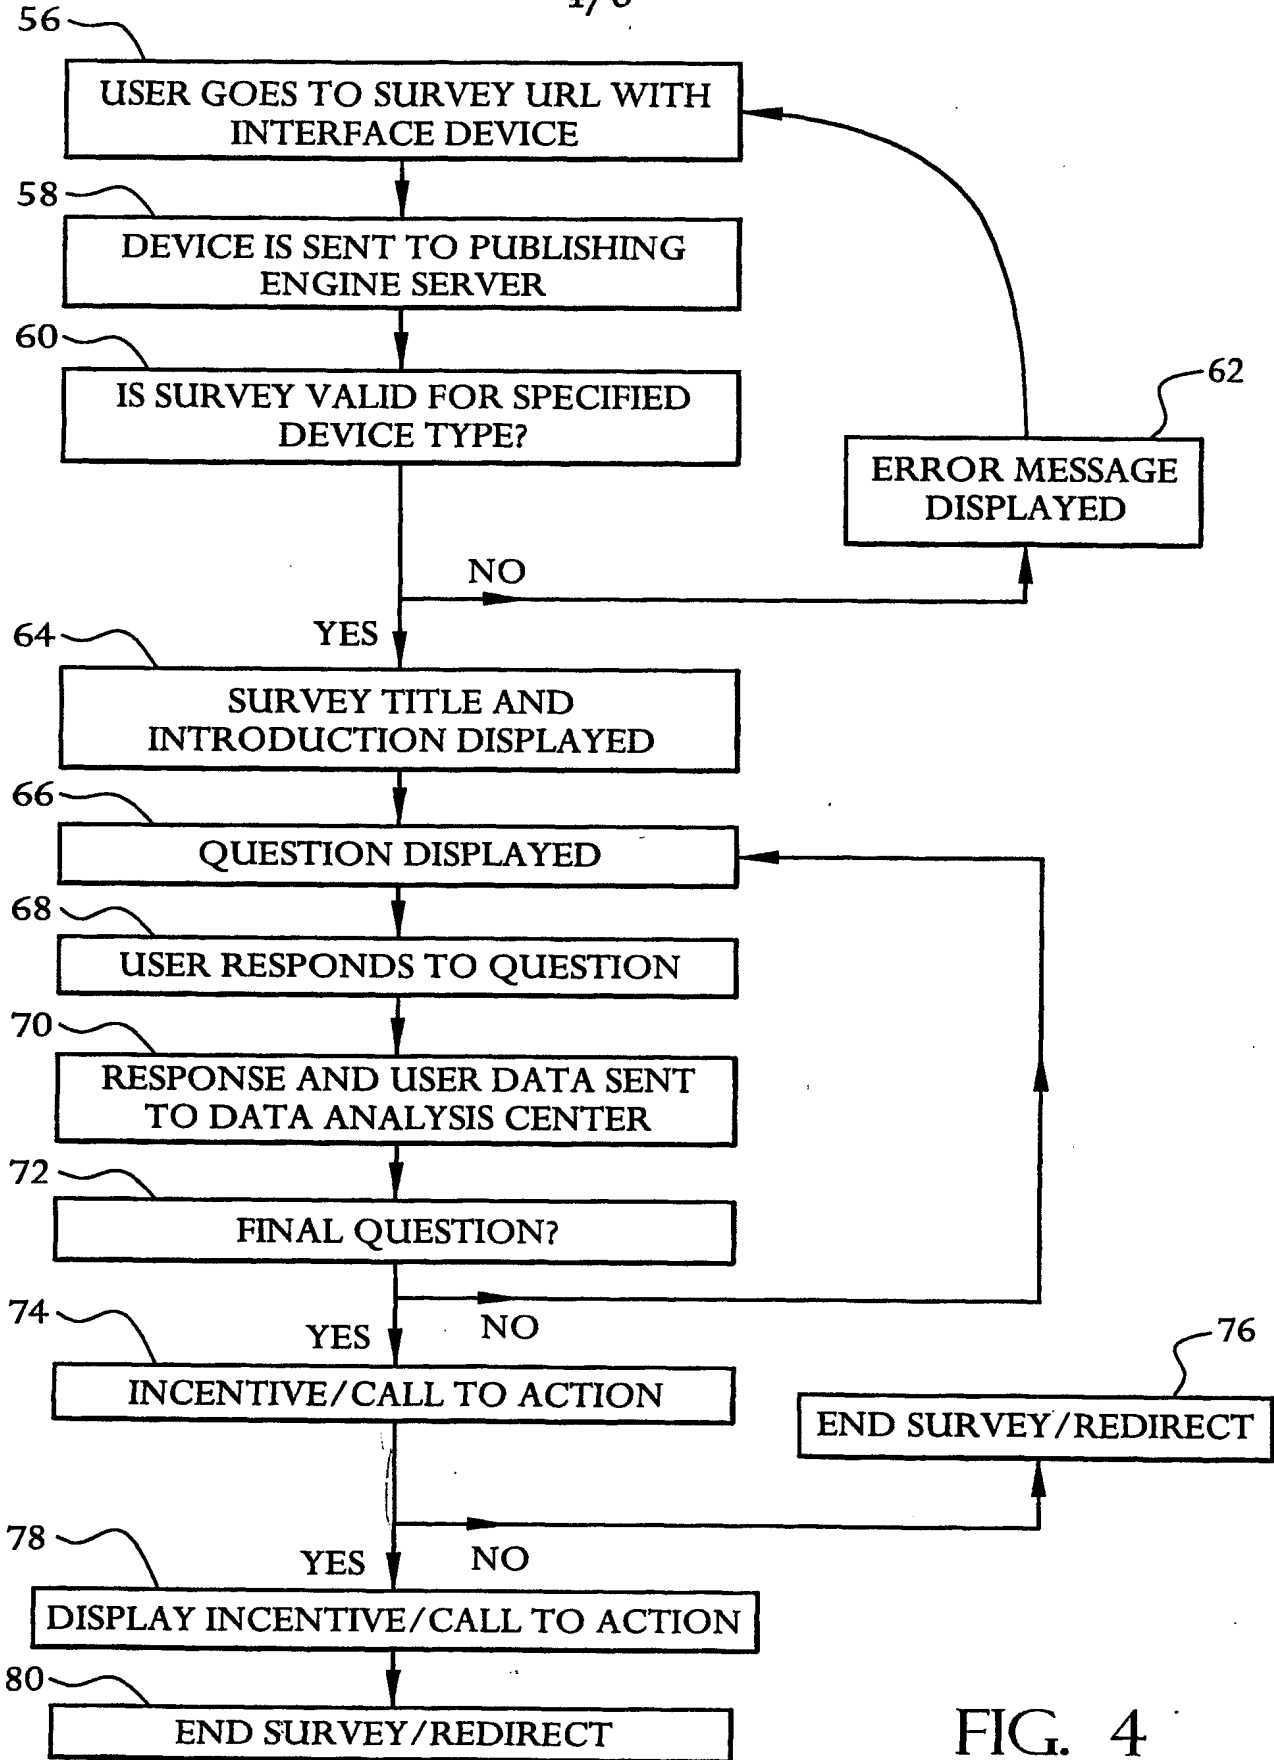 56
USER GOES TO SURVEY URL WITH
INTERFACE DEVICE
58
DEVICE IS SENT TO PUBLISHING
ENGINE SERVER
60
IS SURVEY VALID FOR SPECIFIED
DEVICE TYPE?
62
ERROR MESSAGE
DISPLAYED
NO
YES
64
SURVEY TITLE AND
INTRODUCTION DISPLAYED
66
QUESTION DISPLAYED
68
USER RESPONDS TO QUESTION
70
RESPONSE AND USER DATA SENT
TO DATA ANALYSIS CENTER
72
FINAL QUESTION?
NO
YES
74
INCENTIVE/CALL TO ACTION
76
END SURVEY/REDIRECT
NO
YES
78
DISPLAY INCENTIVE/CALL TO ACTION
80
END SURVEY/REDIRECT
FIG. 4